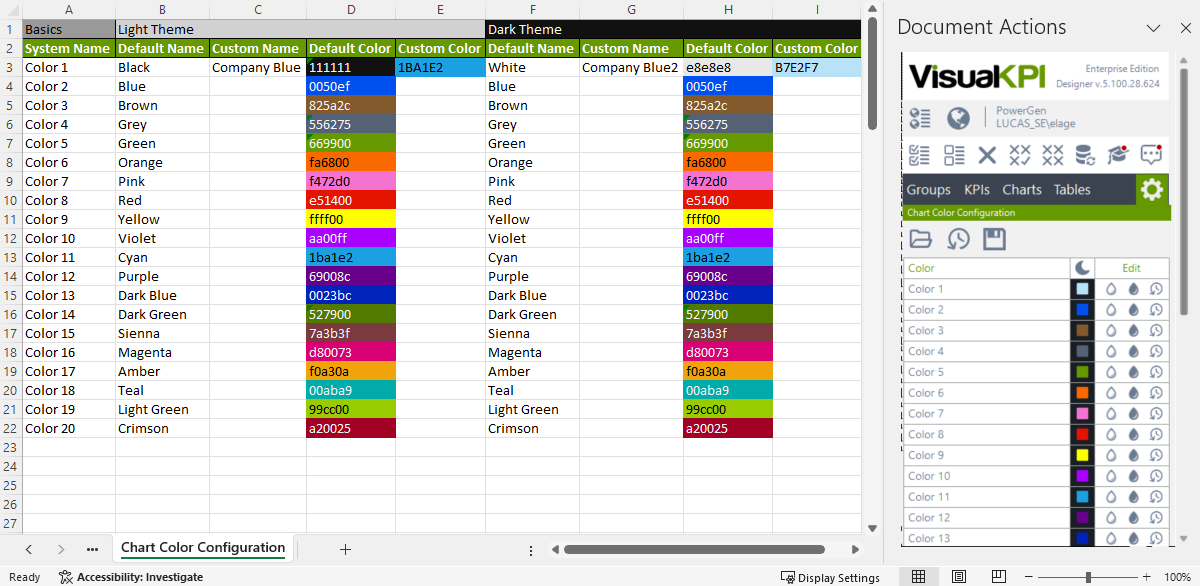 A B C D E F G H I
1 Basics Light Theme Dark Theme
2 System Name Default Name Custom Name Default Color Custom Color Default Name Custom Name Default Color Custom Color
3 Color 1 Black Company Blue 111111 1BA1E2 White Company Blue2 e8e8e8 B7E2F7
4 Color 2 Blue 0050ef Blue 0050ef
5 Color 3 Brown 825a2c Brown 825a2c
6 Color 4 Grey 556275 Grey 556275
7 Color 5 Green 669900 Green 669900
8 Color 6 Orange fa6800 Orange fa6800
9 Color 7 Pink f472d0 Pink f472d0
10 Color 8 Red e51400 Red e51400
11 Color 9 Yellow ffff00 Yellow ffff00
12 Color 10 Violet aa00ff Violet aa00ff
13 Color 11 Cyan 1ba1e2 Cyan 1ba1e2
14 Color 12 Purple 69008c Purple 69008c
15 Color 13 Dark Blue 0023bc Dark Blue 0023bc
16 Color 14 Dark Green 527900 Dark Green 527900
17 Color 15 Sienna 7a3b3f Sienna 7a3b3f
18 Color 16 Magenta d80073 Magenta d80073
19 Color 17 Amber f0a30a Amber f0a30a
20 Color 18 Teal 00aba9 Teal 00aba9
21 Color 19 Light Green 99cc00 Light Green 99cc00
22 Color 20 Crimson a20025 Crimson a20025
23
24
25
26
27
Chart Color Configuration
Ready Accessibility: Investigate Display Settings 100%
Document Actions
VisualKPI
Enterprise Edition
Designer v.5.100.28.624
PowerGen
LUCAS_SE\elage
Groups KPIs Charts Tables
Chart Color Configuration
Color Edit
Color 1
Color 2
Color 3
Color 4
Color 5
Color 6
Color 7
Color 8
Color 9
Color 10
Color 11
Color 12
Color 13